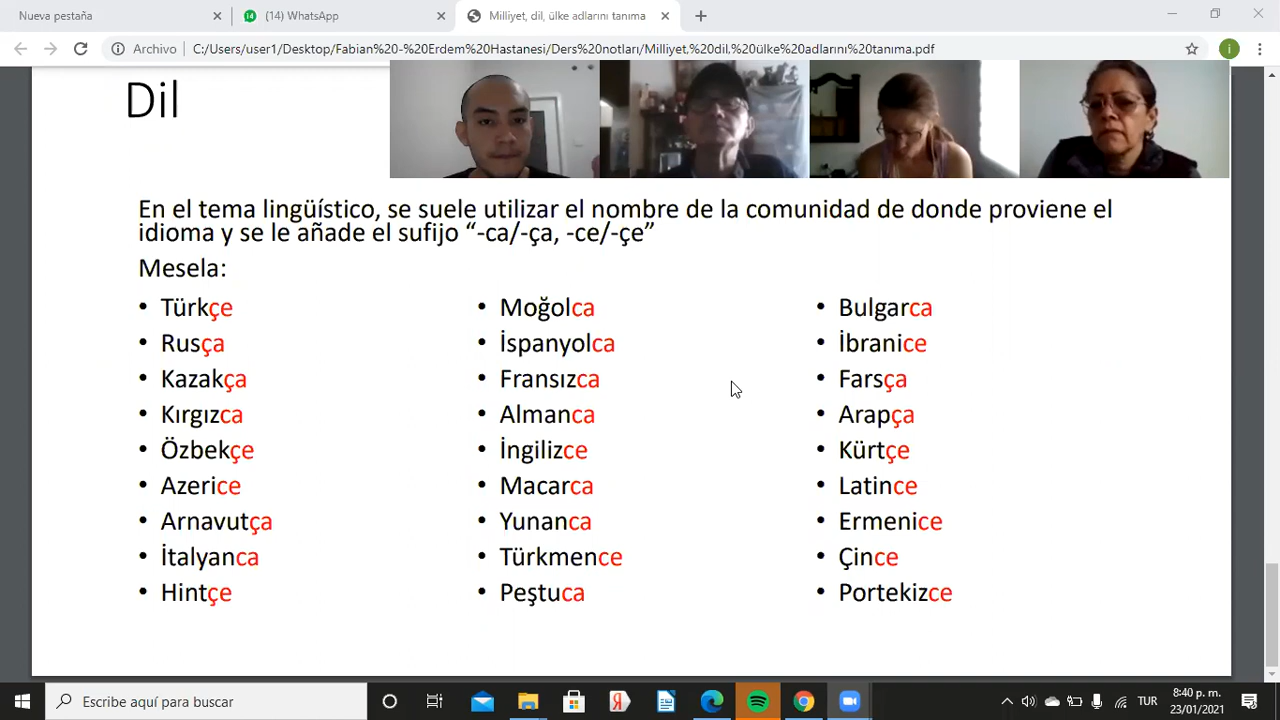 Nueva pestaña
(14) WhatsApp
Milliyet, dil, ülke adlarını tanıma
Archivo
C:/Users/user1/Desktop/Fabian%20-%20Erdem%20Hastanesi/Ders%20notları/Milliyet,%20dil,%20ülke%20adlarını%20tanıma.pdf
i
Dil
En el tema lingüístico, se suele utilizar el nombre de la comunidad de donde proviene el
idioma y se le añade el sufijo “-ca/-ça, -ce/-çe”
Mesela:
• Türkçe
• Rusça
• Kazakça
• Kırgızca
• Özbekçe
• Azerice
• Arnavutça
• İtalyanca
• Hintçe
• Moğolca
• İspanyolca
• Fransızca
• Almanca
• İngilizce
• Macarca
• Yunanca
• Türkmence
• Peştuca
• Bulgarca
• İbranice
• Farsça
• Arapça
• Kürtçe
• Latince
• Ermenice
• Çince
• Portekizce
Escribe aquí para buscar
TUR
8:40 p. m.
23/01/2021